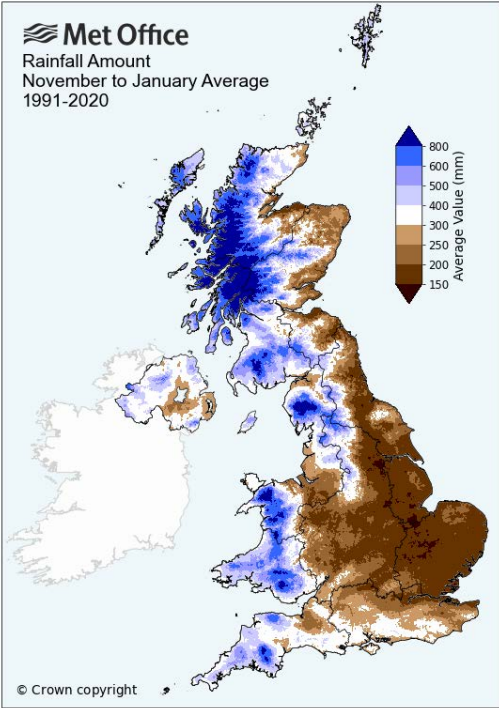 Met Office
Rainfall Amount
November to January Average
1991-2020
800
600
500
400
300
250
200
150
Average Value (mm)
© Crown copyright